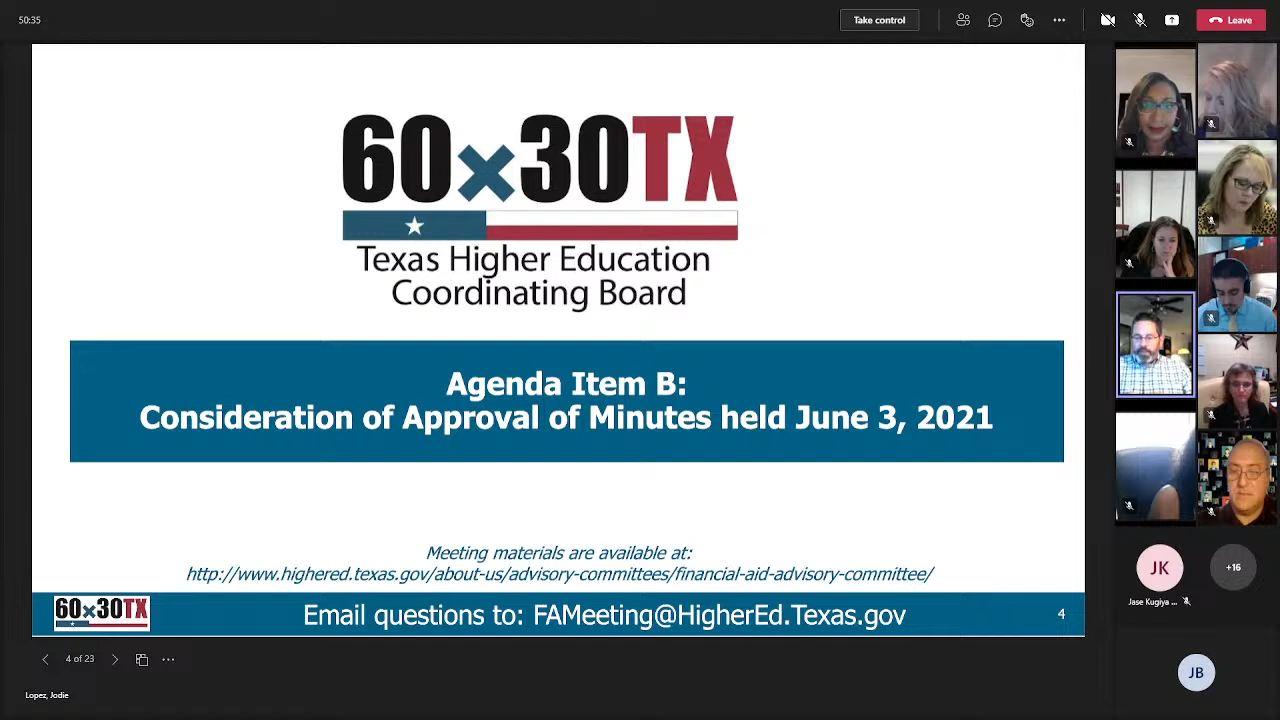 50:35
Take control
Leave
60x30TX
Texas Higher Education
Coordinating Board
Agenda Item B:
Consideration of Approval of Minutes held June 3, 2021
Meeting materials are available at:
http://www.highered.texas.gov/about-us/advisory-committees/financial-aid-advisory-committee/
60x30TX
Email questions to: FAMeeting@HigherEd.Texas.gov
4
JK
+16
Jase Kugiya ...
JB
4 of 23
Lopez, Jodie